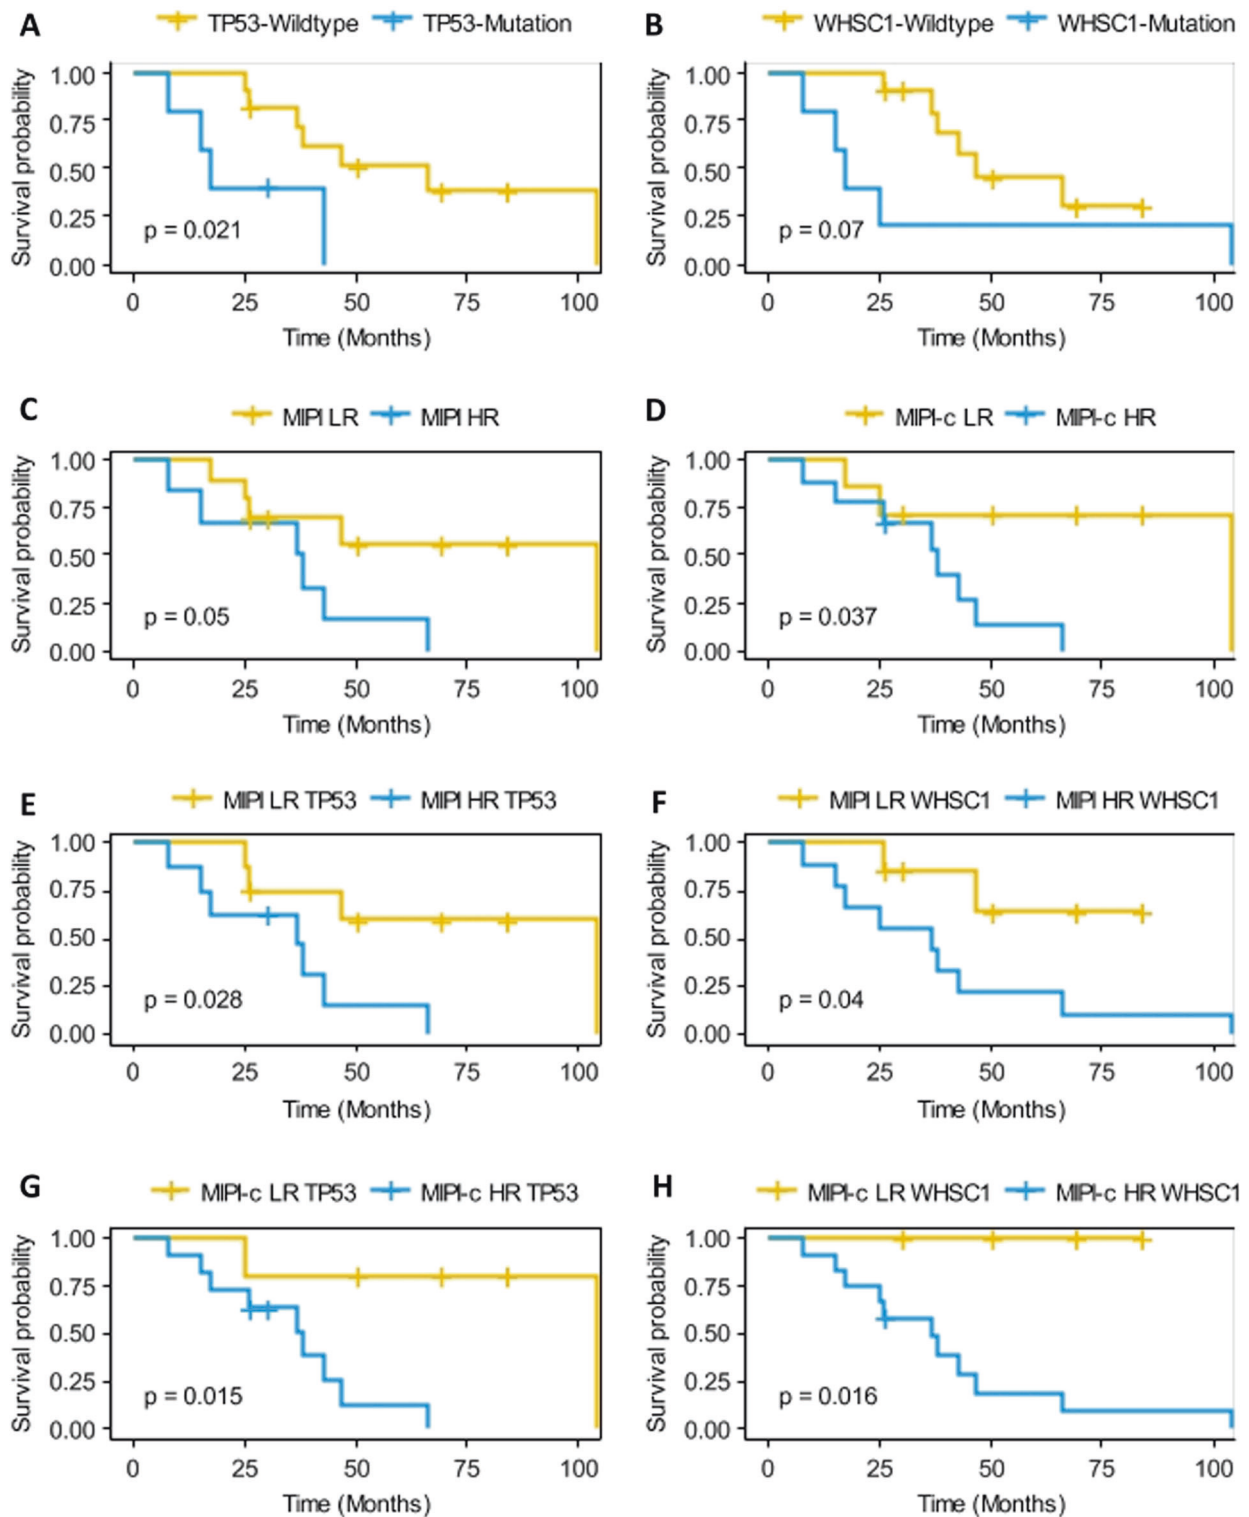 A
TP53-Wildtype TP53-Mutation
Survival probability
1.00
0.75
0.50
0.25
0.00
p = 0.021
0 25 50 75 100
Time (Months)
B
WHSC1-Wildtype WHSC1-Mutation
Survival probability
1.00
0.75
0.50
0.25
0.00
p = 0.07
0 25 50 75 100
Time (Months)
C
MIPI LR MIPI HR
Survival probability
1.00
0.75
0.50
0.25
0.00
p = 0.05
0 25 50 75 100
Time (Months)
D
MIPI-c LR MIPI-c HR
Survival probability
1.00
0.75
0.50
0.25
0.00
p = 0.037
0 25 50 75 100
Time (Months)
E
MIPI LR TP53 MIPI HR TP53
Survival probability
1.00
0.75
0.50
0.25
0.00
p = 0.028
0 25 50 75 100
Time (Months)
F
MIPI LR WHSC1 MIPI HR WHSC1
Survival probability
1.00
0.75
0.50
0.25
0.00
p = 0.04
0 25 50 75 100
Time (Months)
G
MIPI-c LR TP53 MIPI-c HR TP53
Survival probability
1.00
0.75
0.50
0.25
0.00
p = 0.015
0 25 50 75 100
Time (Months)
H
MIPI-c LR WHSC1 MIPI-c HR WHSC1
Survival probability
1.00
0.75
0.50
0.25
0.00
p = 0.016
0 25 50 75 100
Time (Months)